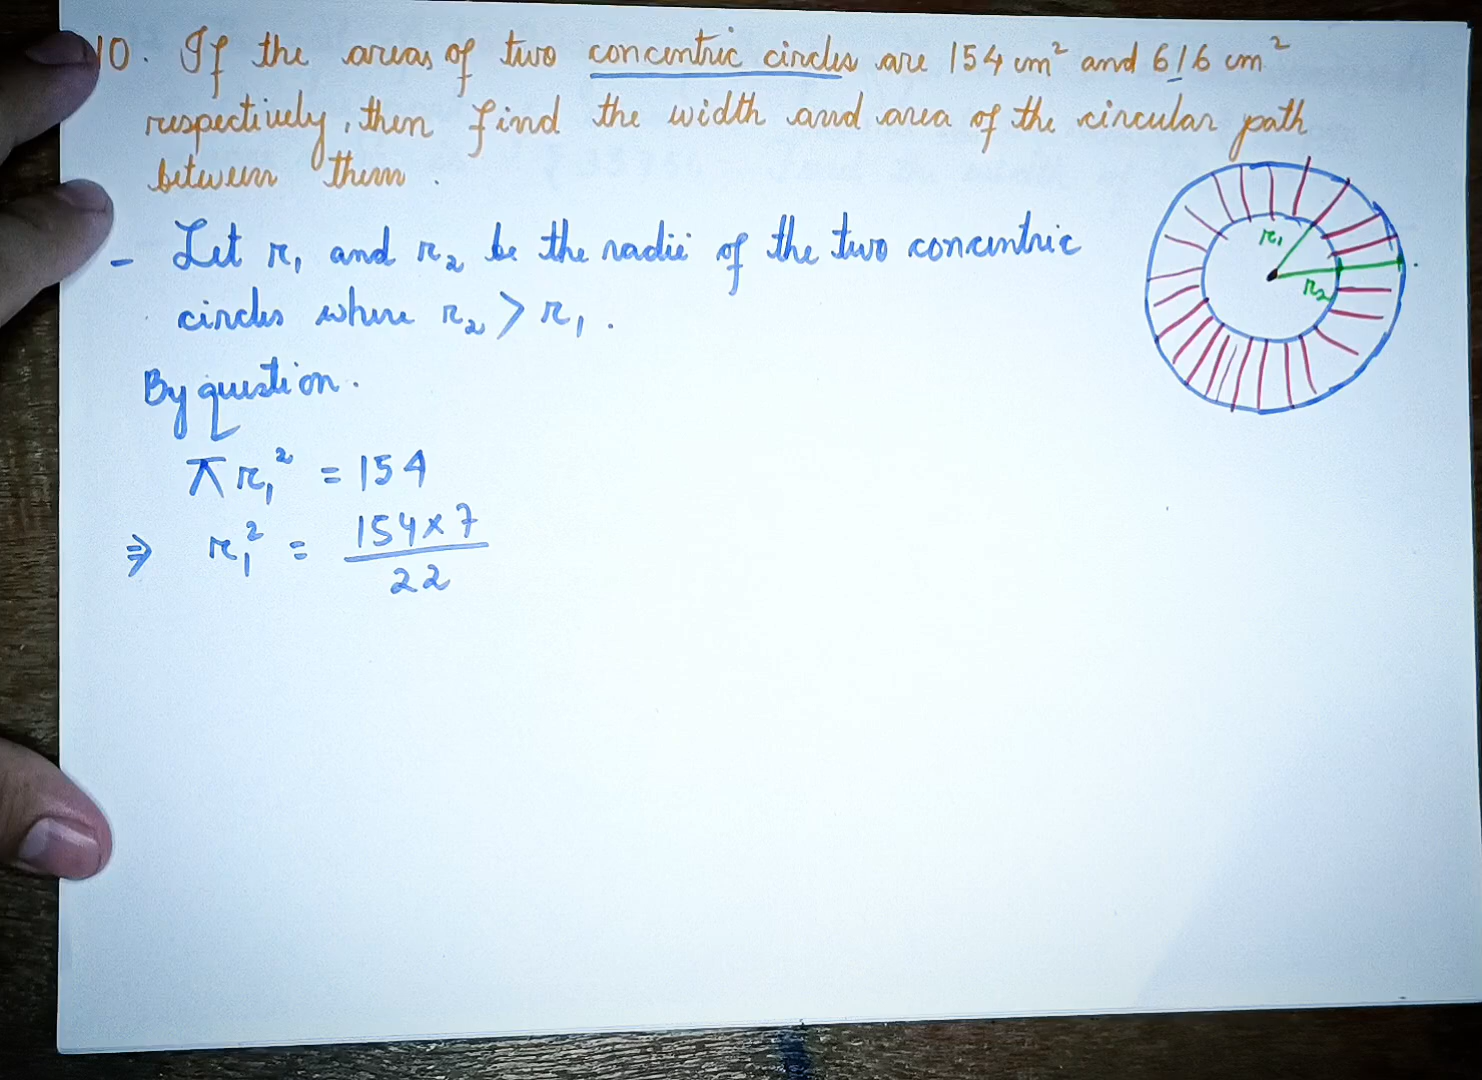 10. If the areas of two concentric circles are 154 cm² and 616 cm²
respectively, then find the width and area of the circular path
between them.
- Let r₁ and r₂ be the radii of the two concentric
circles where r₂ > r₁.
By question.
πr₁² = 154
⇒ r₁² = 154×7
22
r₁
r₂